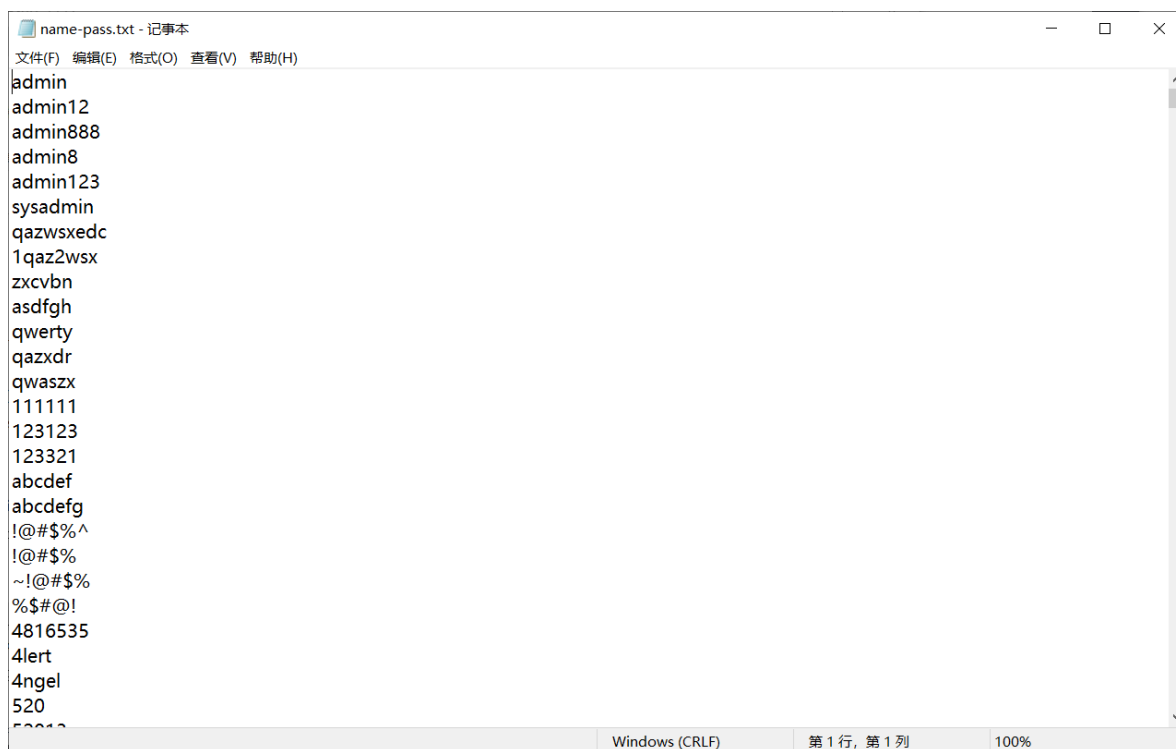 name-pass.txt - 记事本
文件(F) 编辑(E) 格式(O) 查看(V) 帮助(H)
admin
admin12
admin888
admin8
admin123
sysadmin
qazwsxedc
1qaz2wsx
zxcvbn
asdfgh
qwerty
qazxdr
qwaszx
111111
123123
123321
abcdef
abcdefg
!@#$%^
!@#$%
~!@#$%
%$#@!
4816535
4lert
4ngel
520
Windows (CRLF) 第 1 行，第 1 列 100%